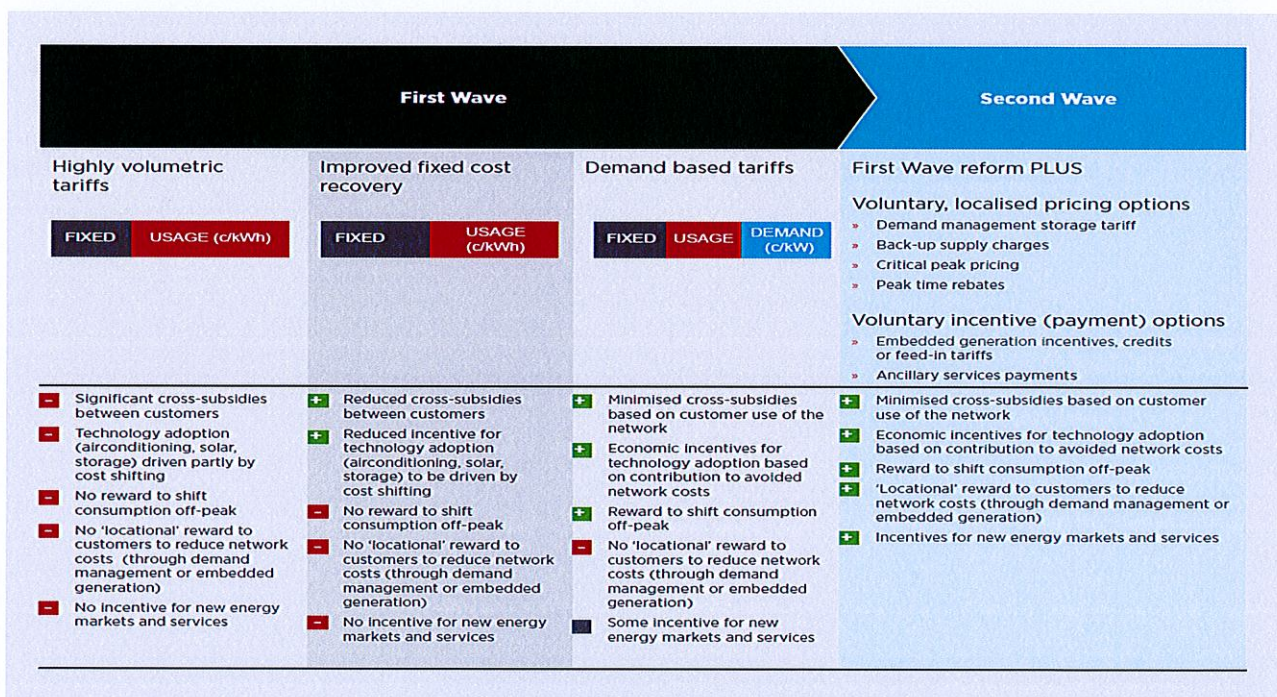 First Wave
Second Wave
Highly volumetric
tariffs
FIXED
USAGE (c/kWh)
Improved fixed cost
recovery
FIXED
USAGE
(c/kWh)
Demand based tariffs
FIXED
USAGE
DEMAND
(c/kW)
First Wave reform PLUS
Voluntary, localised pricing options
» Demand management storage tariff
» Back-up supply charges
» Critical peak pricing
» Peak time rebates
Voluntary incentive (payment) options
» Embedded generation incentives, credits
or feed-in tariffs
» Ancillary services payments
- Significant cross-subsidies
between customers
- Technology adoption
(airconditioning, solar,
storage) driven partly by
cost shifting
- No reward to shift
consumption off-peak
- No 'locational' reward to
customers to reduce network
costs (through demand
management or embedded
generation)
- No incentive for new energy
markets and services
+ Reduced cross-subsidies
between customers
+ Reduced incentive for
technology adoption
(airconditioning, solar,
storage) to be driven by
cost shifting
- No reward to shift
consumption off-peak
- No 'locational' reward to
customers to reduce network
costs (through demand
management or embedded
generation)
- No incentive for new energy
markets and services
+ Minimised cross-subsidies
based on customer use of the
network
+ Economic incentives for
technology adoption based
on contribution to avoided
network costs
+ Reward to shift consumption
off-peak
- No 'locational' reward to
customers to reduce network
costs (through demand
management or embedded
generation)
Some incentive for new
energy markets and services
+ Minimised cross-subsidies based on customer
use of the network
+ Economic incentives for technology adoption
based on contribution to avoided network costs
+ Reward to shift consumption off-peak
+ 'Locational' reward to customers to reduce
network costs (through demand management or
embedded generation)
+ Incentives for new energy markets and services